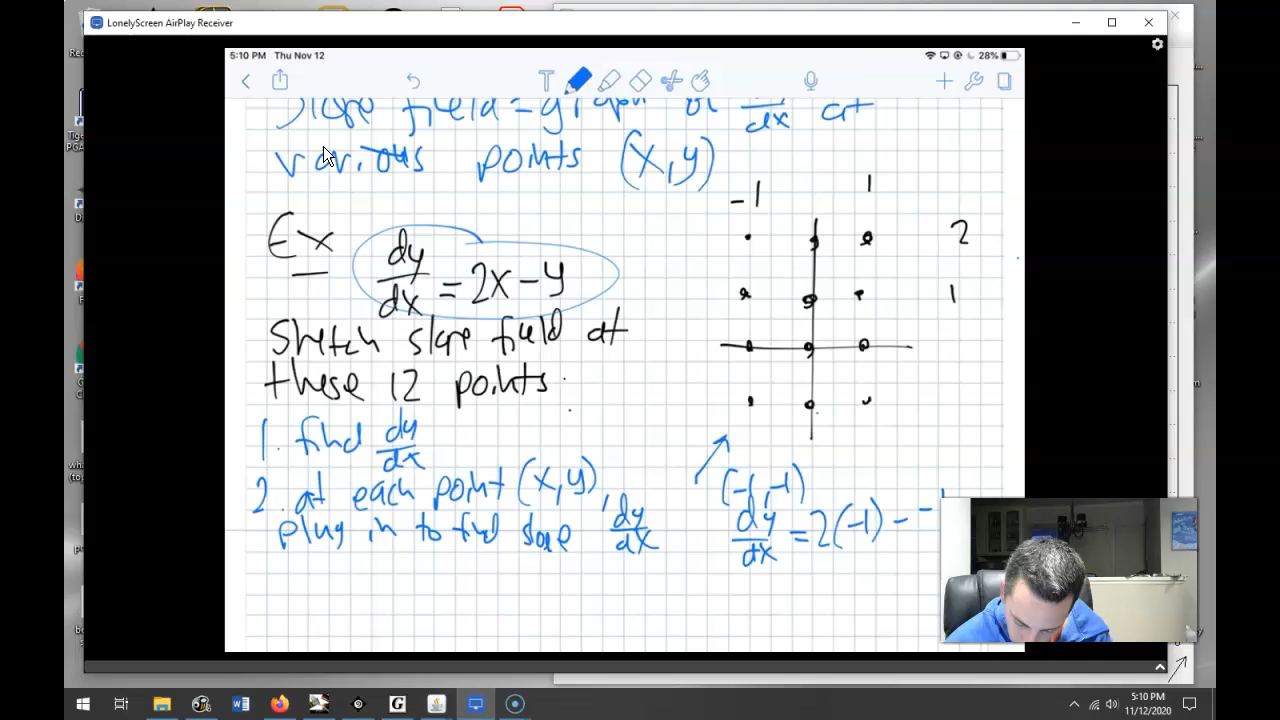 LonelyScreen AirPlay Receiver
5:10 PM Thu Nov 12
28%
T
Slope field = graph of dy/dx at
various points (x,y)
-1 1
Ex dy/dx = 2x - y
2
1
Sketch slope field at
these 12 points.
1. find dy/dx
2. at each point (x,y),
plug in to find slope dy/dx
(-1,-1)
dy/dx = 2(-1) - -1
5:10 PM
11/12/2020